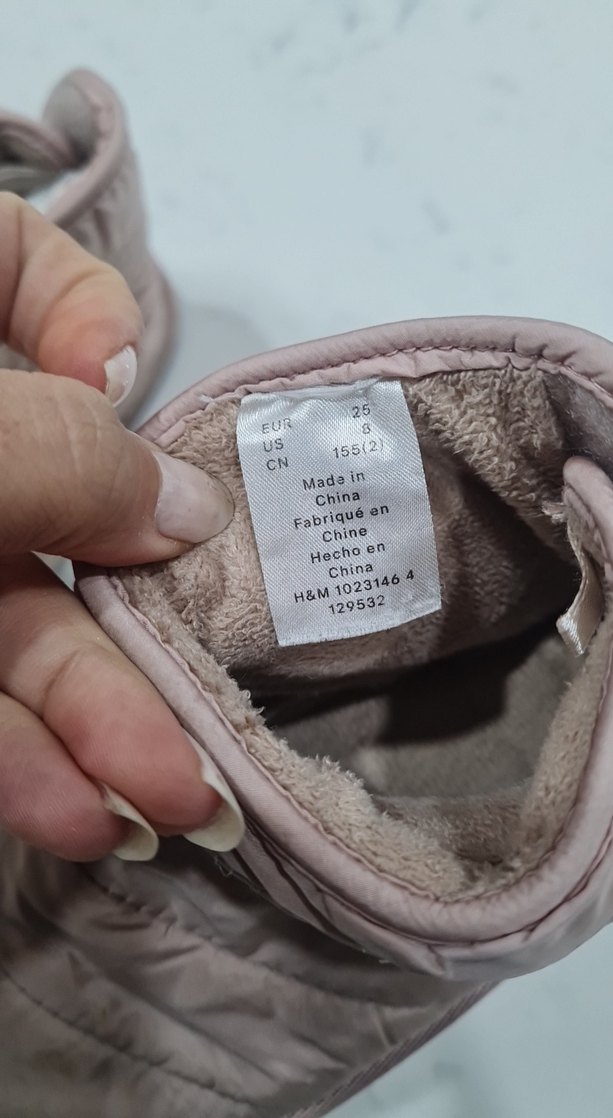 EUR 25
US 8
CN 155(2)
Made in
China
Fabriqué en
Chine
Hecho en
China
H&M 1023146 4
129532